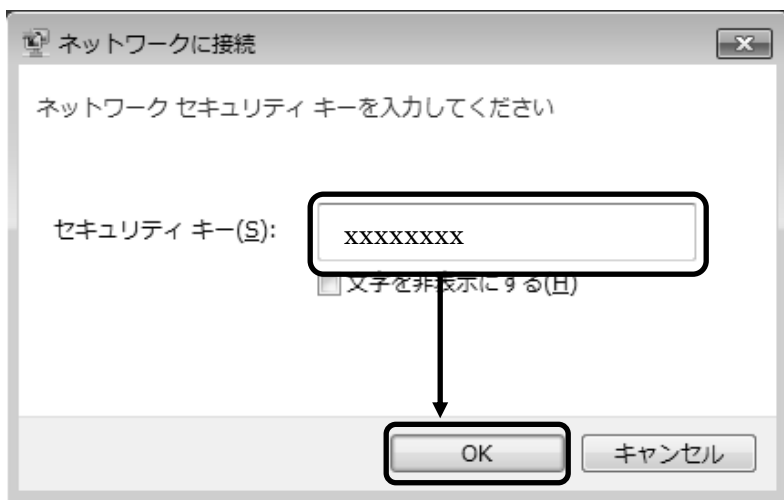 ネットワークに接続
ネットワーク セキュリティ キーを入力してください
セキュリティ キー(S):
xxxxxxxx
文字を非表示にする(H)
OK
キャンセル